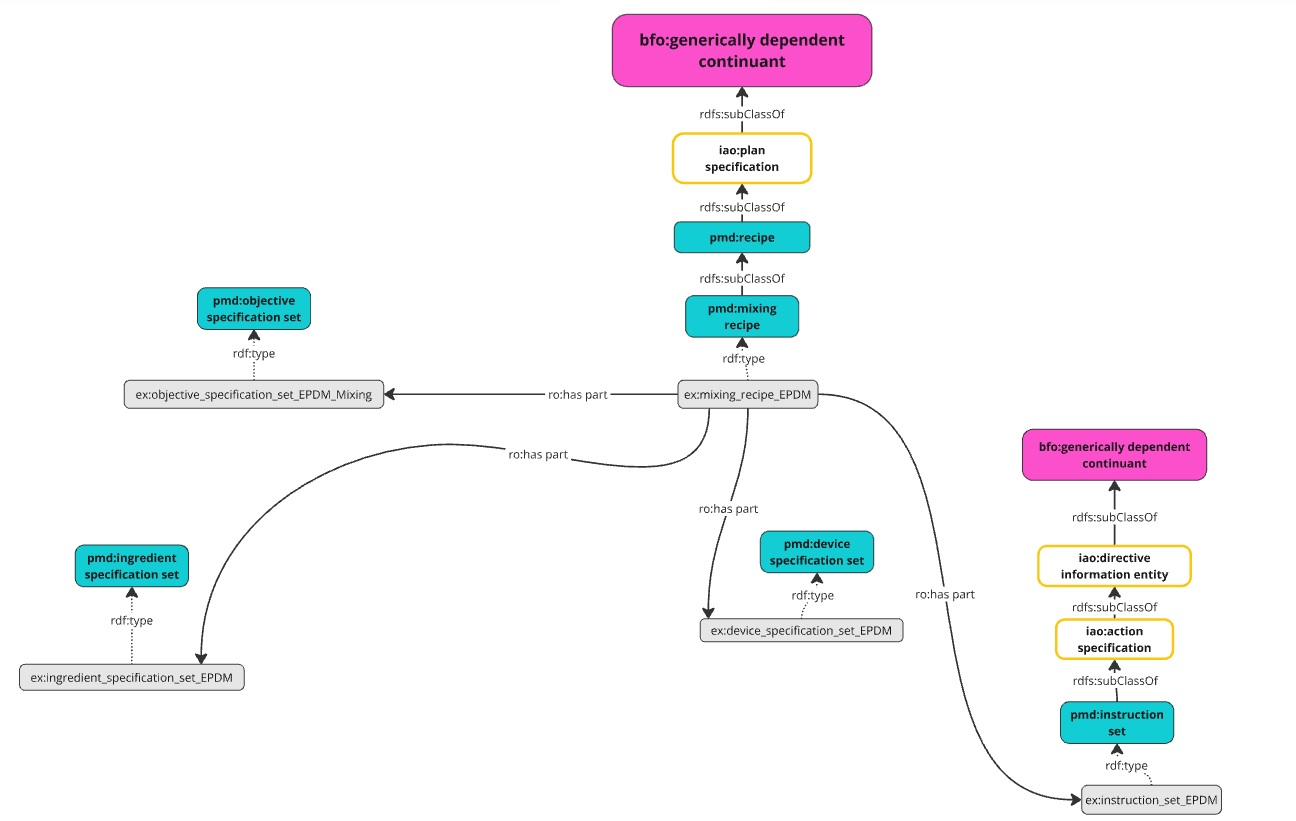 bfo:generically dependent
continuant
rdfs:subClassOf
iao:plan
specification
rdfs:subClassOf
pmd:recipe
rdfs:subClassOf
pmd:objective
specification set
pmd:mixing
recipe
rdf:type
rdf:type
ex:objective_specification_set_EPDM_Mixing
ro:has part
ex:mixing_recipe_EPDM
ro:has part
bfo:generically dependent
continuant
ro:has part
rdfs:subClassOf
pmd:ingredient
specification set
pmd:device
specification set
iao:directive
information entity
rdf:type
rdf:type
ro:has part
rdfs:subClassOf
ex:device_specification_set_EPDM
iao:action
specification
ex:ingredient_specification_set_EPDM
rdfs:subClassOf
pmd:instruction
set
rdf:type
ex:instruction_set_EPDM